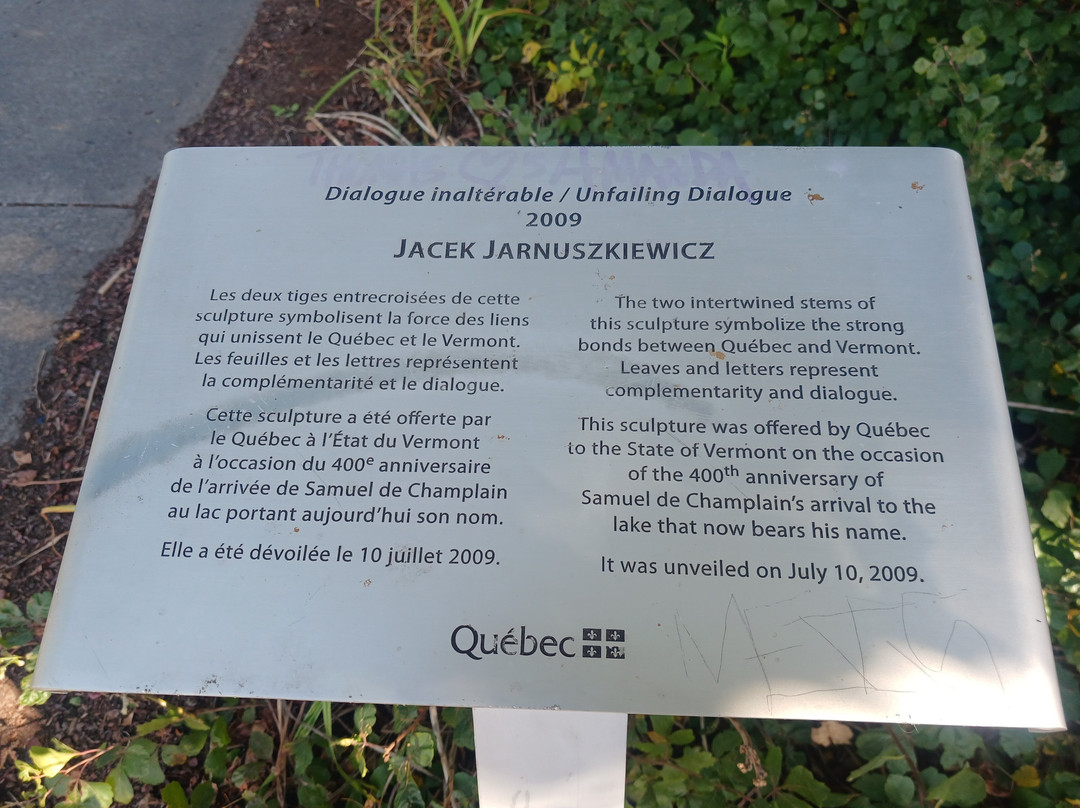 Dialogue inaltérable / Unfailing Dialogue
2009
JACEK JARNUSZKIEWICZ
Les deux tiges entrecroisées de cette
sculpture symbolisent la force des liens
qui unissent le Québec et le Vermont.
Les feuilles et les lettres représentent
la complémentarité et le dialogue.
Cette sculpture a été offerte par
le Québec à l'État du Vermont
à l'occasion du 400e anniversaire
de l'arrivée de Samuel de Champlain
au lac portant aujourd'hui son nom.
Elle a été dévoilée le 10 juillet 2009.
The two intertwined stems of
this sculpture symbolize the strong
bonds between Québec and Vermont.
Leaves and letters represent
complementarity and dialogue.
This sculpture was offered by Québec
to the State of Vermont on the occasion
of the 400th anniversary of
Samuel de Champlain's arrival to the
lake that now bears his name.
It was unveiled on July 10, 2009.
Québec